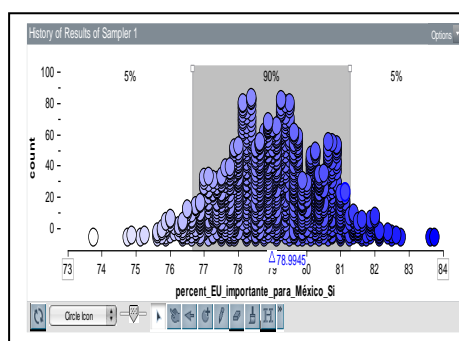 History of Results of Sampler 1
Options
100
80
60
40
20
0
count
5%
90%
5%
78.9945
73 74 75 76 77 78 79 80 81 82 83 84
percent_EU_importante_para_México_Si
Circle Icon